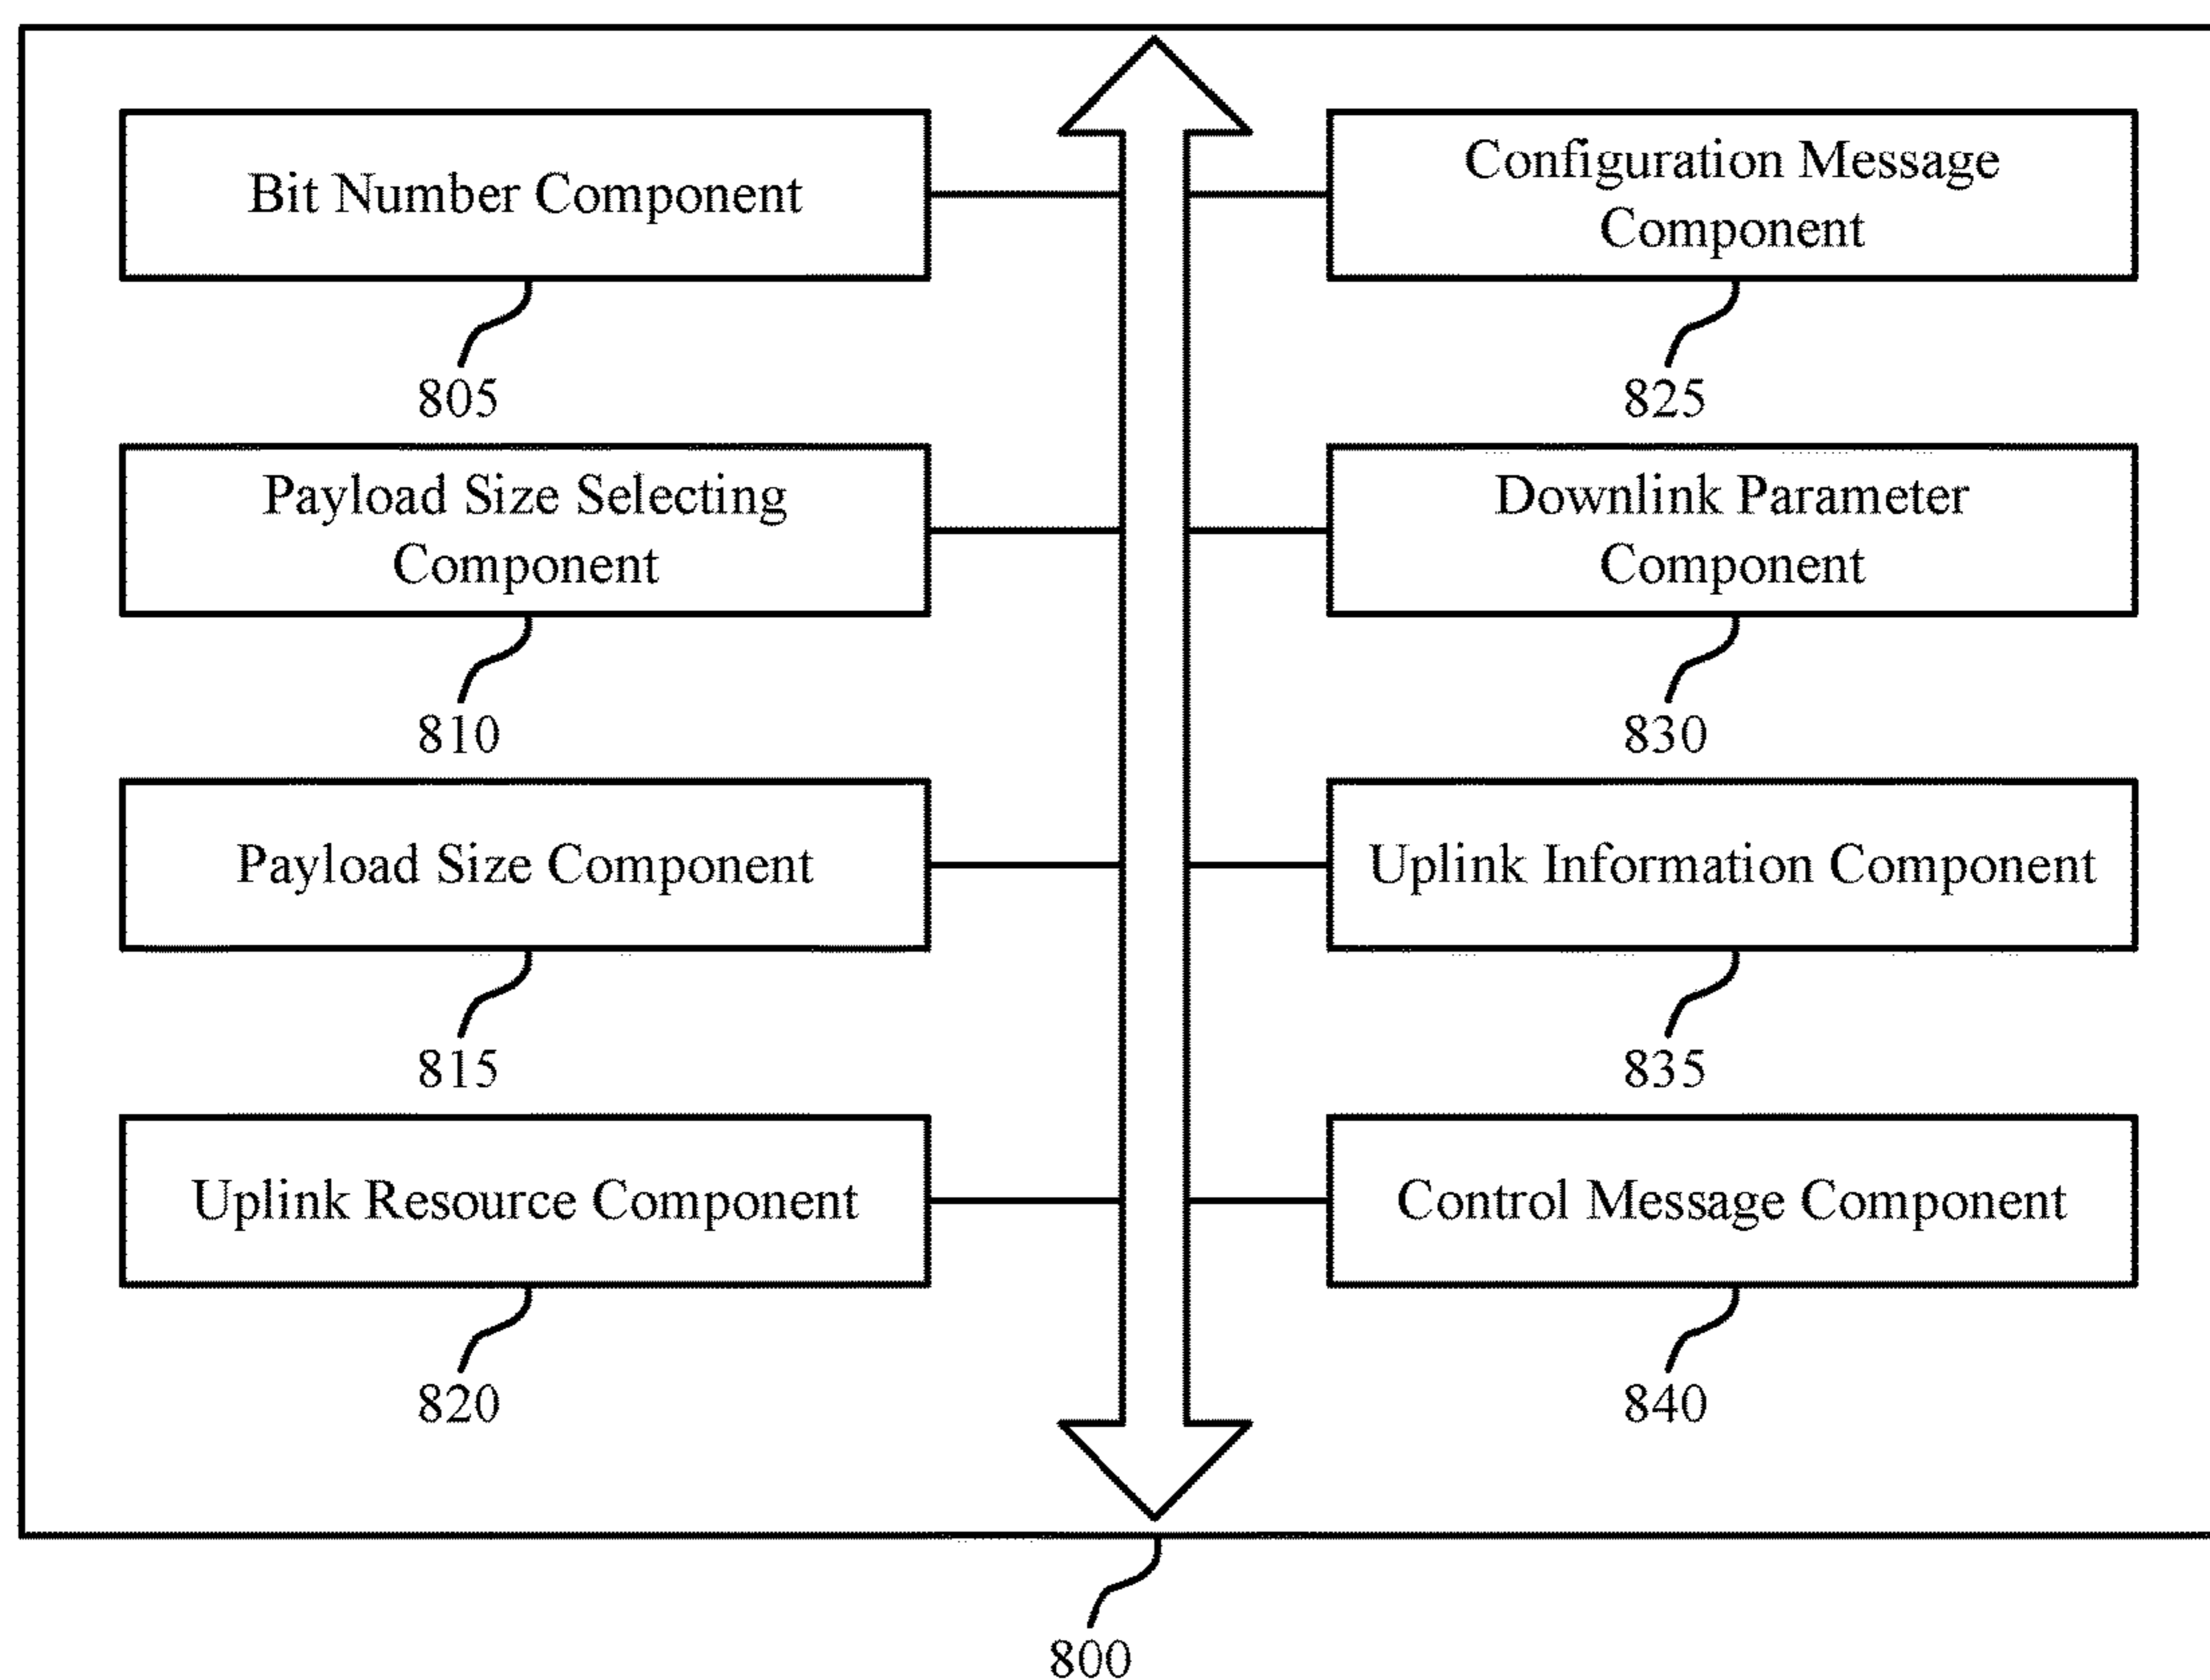 Bit Number Component
805
Payload Size Selecting
Component
810
Payload Size Component
815
Uplink Resource Component
820
Configuration Message
Component
825
Downlink Parameter
Component
830
Uplink Information Component
835
Control Message Component
840
800